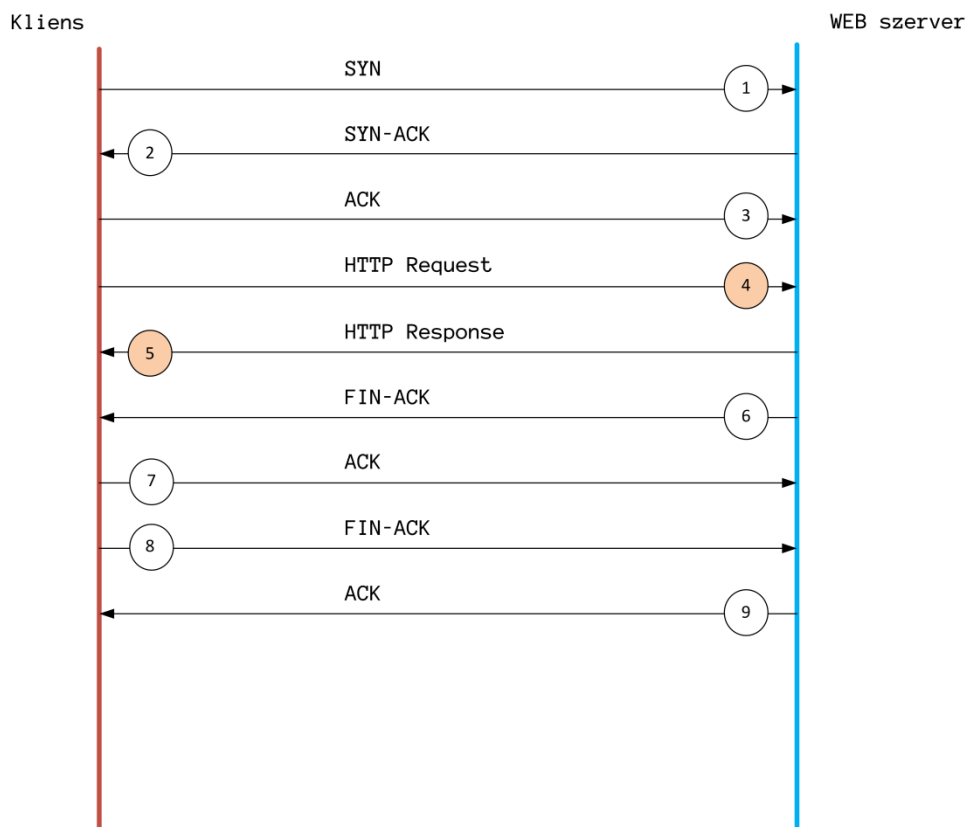 Kliens
WEB szerver
SYN
1
SYN-ACK
2
ACK
3
HTTP Request
4
HTTP Response
5
FIN-ACK
6
ACK
7
FIN-ACK
8
ACK
9